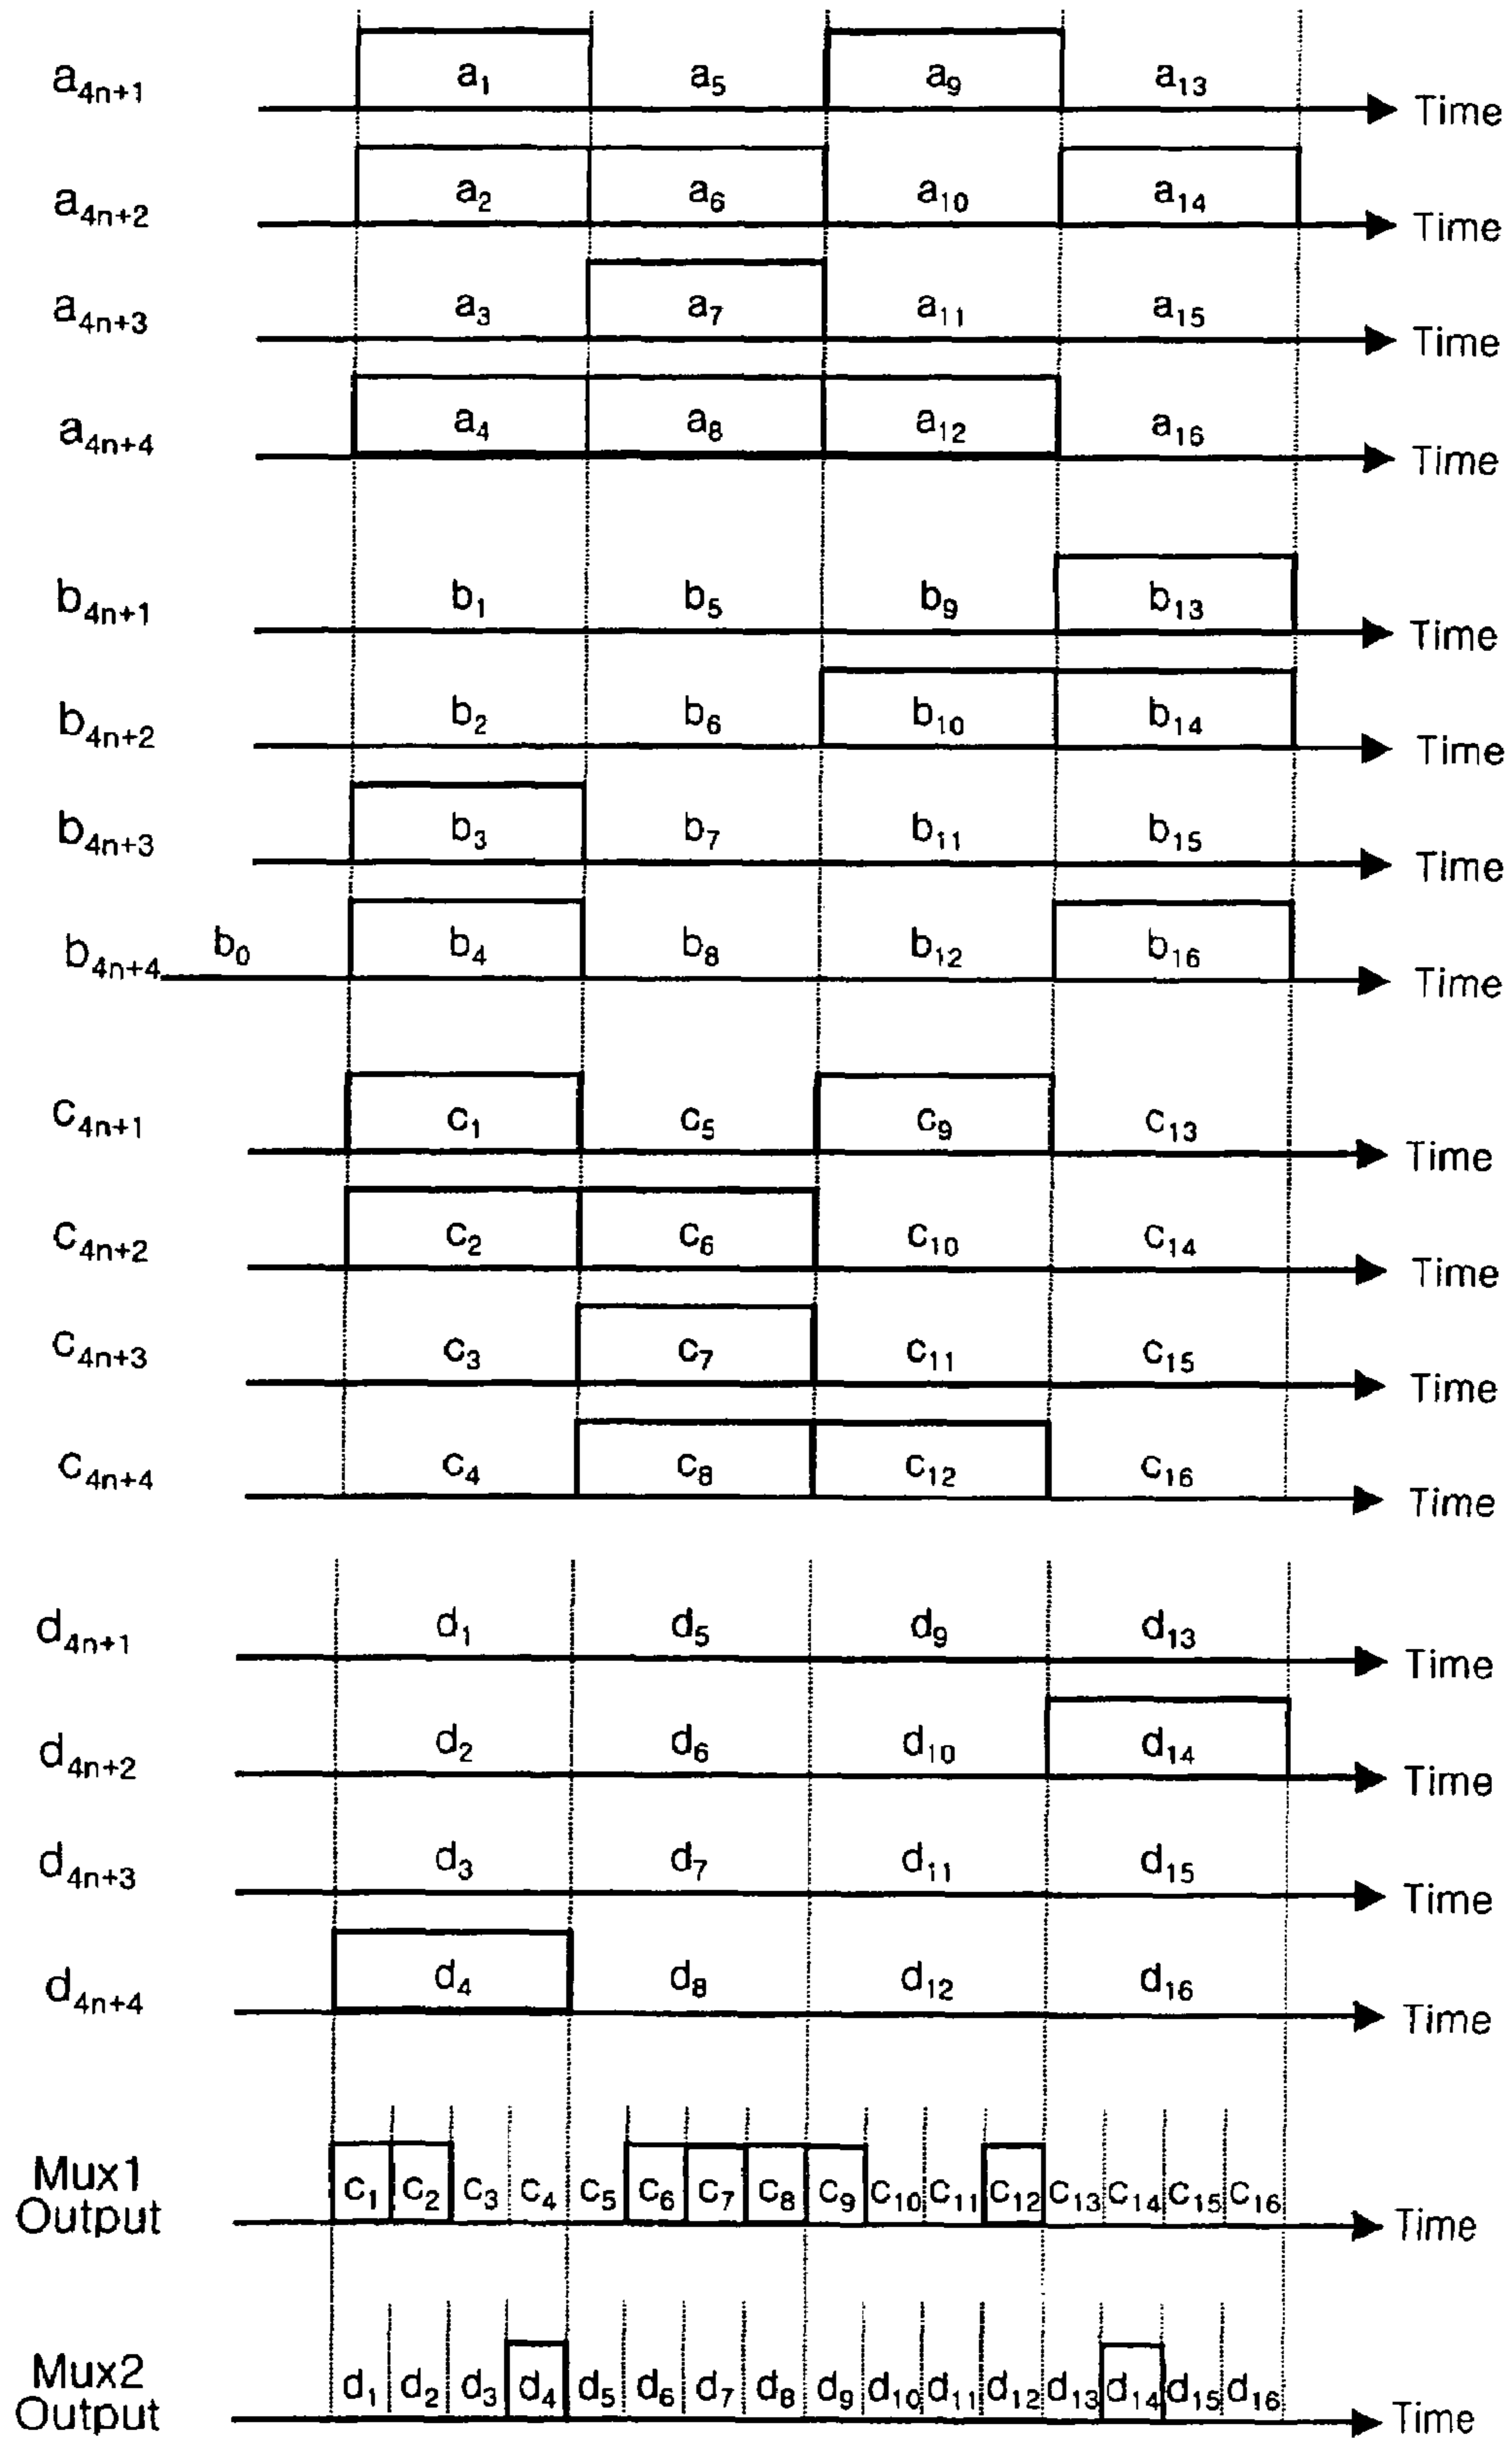 a4n+1 a1 a5 a9 a13 Time
a4n+2 a2 a6 a10 a14 Time
a4n+3 a3 a7 a11 a15 Time
a4n+4 a4 a8 a12 a16 Time
b4n+1 b1 b5 b9 b13 Time
b4n+2 b2 b6 b10 b14 Time
b4n+3 b3 b7 b11 b15 Time
b4n+4 b0 b4 b8 b12 b16 Time
c4n+1 c1 c5 c9 c13 Time
c4n+2 c2 c6 c10 c14 Time
c4n+3 c3 c7 c11 c15 Time
c4n+4 c4 c8 c12 c16 Time
d4n+1 d1 d5 d9 d13 Time
d4n+2 d2 d6 d10 d14 Time
d4n+3 d3 d7 d11 d15 Time
d4n+4 d4 d8 d12 d16 Time
Mux1
Output c1 c2 c3 c4 c5 c6 c7 c8 c9 c10 c11 c12 c13 c14 c15 c16 Time
Mux2
Output d1 d2 d3 d4 d5 d6 d7 d8 d9 d10 d11 d12 d13 d14 d15 d16 Time